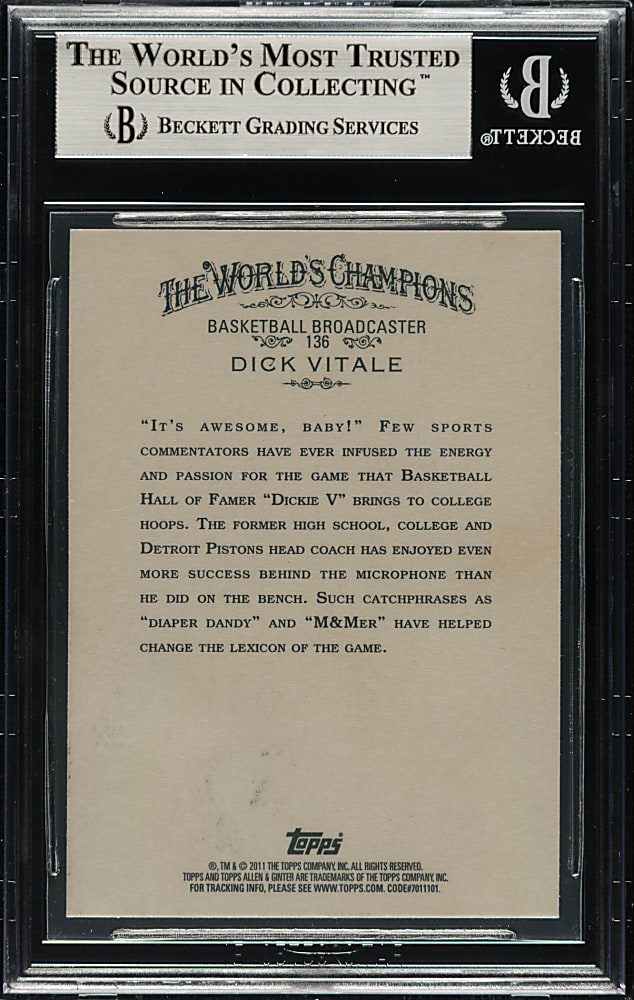 THE WORLD'S MOST TRUSTED
SOURCE IN COLLECTING™
B BECKETT GRADING SERVICES
B
BECKETT®
THE WORLD'S CHAMPIONS
BASKETBALL BROADCASTER
136
DICK VITALE
"IT'S AWESOME, BABY!" FEW SPORTS
COMMENTATORS HAVE EVER INFUSED THE ENERGY
AND PASSION FOR THE GAME THAT BASKETBALL
HALL OF FAMER "DICKIE V" BRINGS TO COLLEGE
HOOPS. THE FORMER HIGH SCHOOL, COLLEGE AND
DETROIT PISTONS HEAD COACH HAS ENJOYED EVEN
MORE SUCCESS BEHIND THE MICROPHONE THAN
HE DID ON THE BENCH. SUCH CATCHPHRASES AS
"DIAPER DANDY" AND "M&MER" HAVE HELPED
CHANGE THE LEXICON OF THE GAME.
Topps
®, TM & © 2011 THE TOPPS COMPANY, INC. ALL RIGHTS RESERVED.
TOPPS AND TOPPS ALLEN & GINTER ARE TRADEMARKS OF THE TOPPS COMPANY, INC.
FOR TRACKING INFO, PLEASE SEE WWW.TOPPS.COM. CODE#7011101.